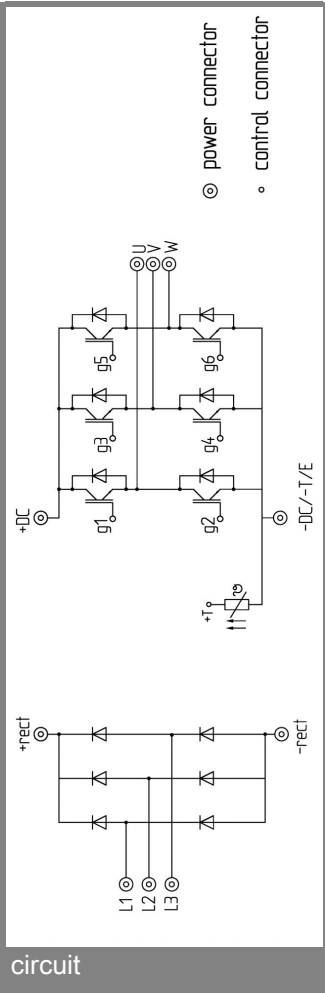 +rect
L1
L2
L3
-rect
+DC
g1
g3
g5
U
V
W
g2
g4
g6
+T
ϑ
-DC/-T/E
power connector
control connector
circuit